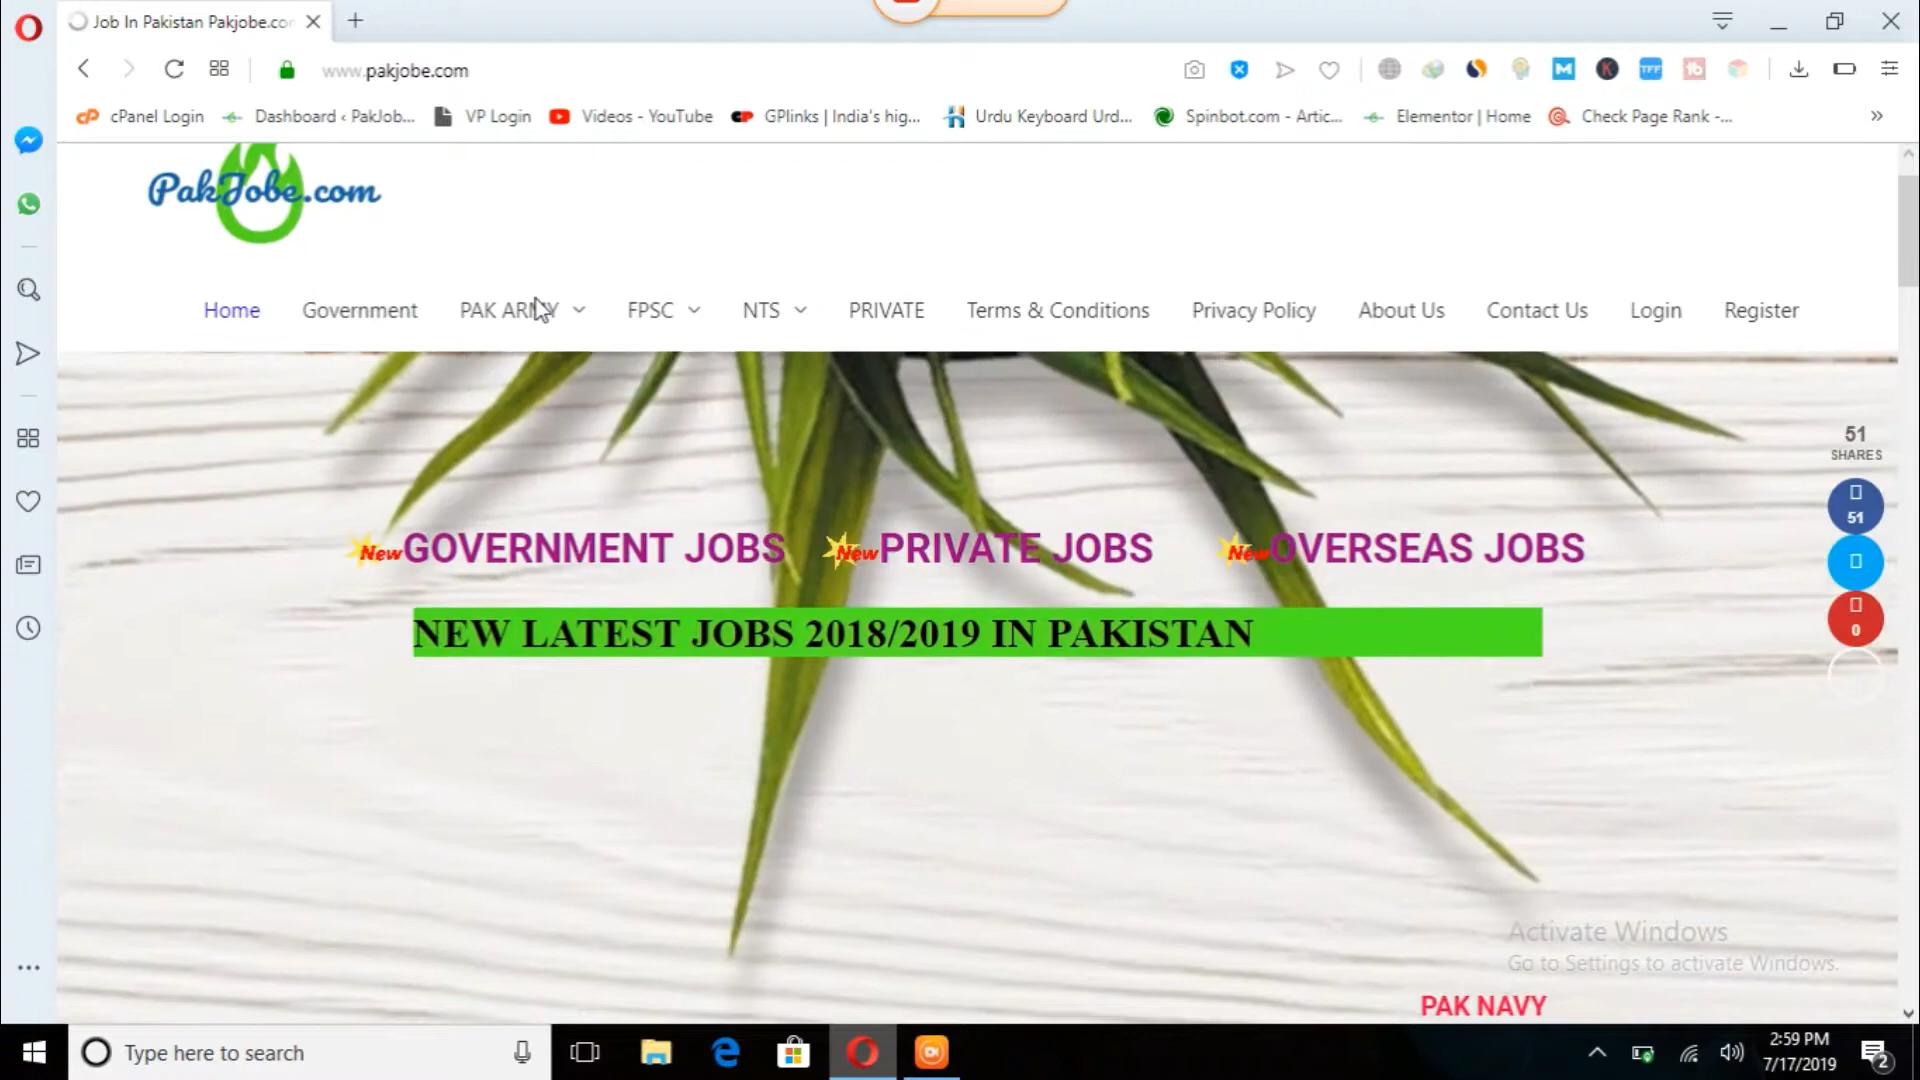 Job In Pakistan Pakjobe.com
www.pakjobe.com
cPanel Login
Dashboard ‹ PakJob...
VP Login
Videos - YouTube
GPlinks | India's hig...
Urdu Keyboard Urd...
Spinbot.com - Artic...
Elementor | Home
Check Page Rank -...
PakJobe.com
Home
Government
PAK ARMY
FPSC
NTS
PRIVATE
Terms & Conditions
Privacy Policy
About Us
Contact Us
Login
Register
51
SHARES
51
0
New GOVERNMENT JOBS
New PRIVATE JOBS
New OVERSEAS JOBS
NEW LATEST JOBS 2018/2019 IN PAKISTAN
Activate Windows
Go to Settings to activate Windows.
PAK NAVY
Type here to search
2:59 PM
7/17/2019
2